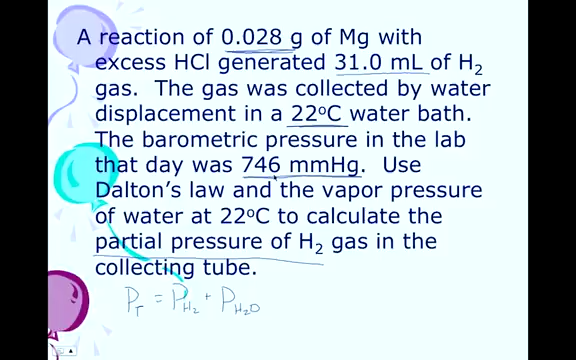 A reaction of 0.028 g of Mg with
excess HCl generated 31.0 mL of H₂
gas. The gas was collected by water
displacement in a 22°C water bath.
The barometric pressure in the lab
that day was 746 mmHg. Use
Dalton's law and the vapor pressure
of water at 22°C to calculate the
partial pressure of H₂ gas in the
collecting tube.
P_T = P_H₂ + P_H₂O